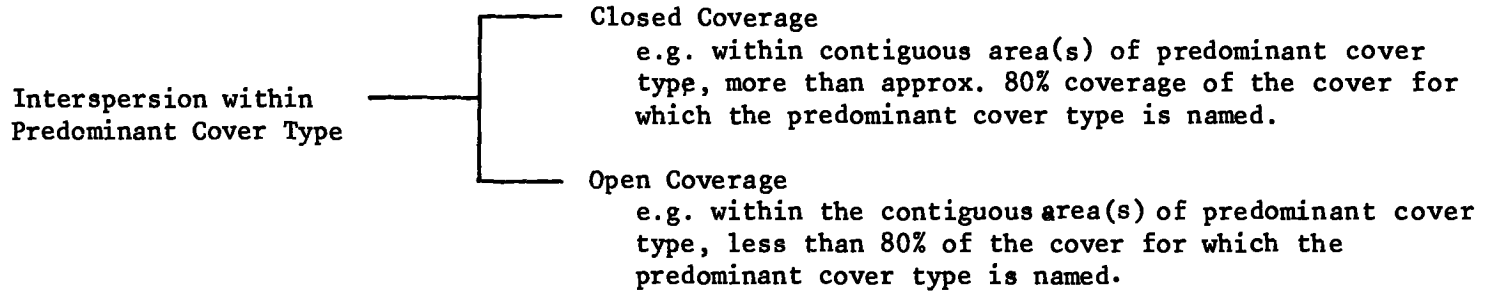 Interspersion within
Predominant Cover Type
Closed Coverage
e.g. within contiguous area(s) of predominant cover
type, more than approx. 80% coverage of the cover for
which the predominant cover type is named.
Open Coverage
e.g. within the contiguous area(s) of predominant cover
type, less than 80% of the cover for which the
predominant cover type is named.